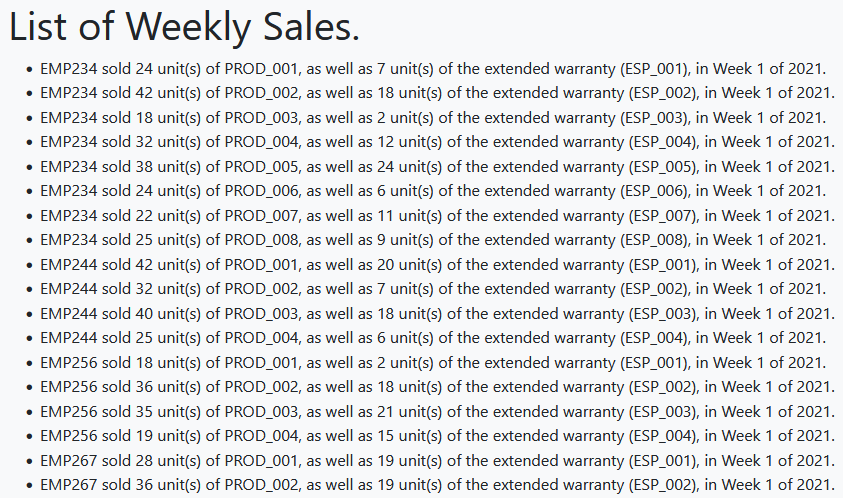 List of Weekly Sales.
• EMP234 sold 24 unit(s) of PROD_001, as well as 7 unit(s) of the extended warranty (ESP_001), in Week 1 of 2021.
• EMP234 sold 42 unit(s) of PROD_002, as well as 18 unit(s) of the extended warranty (ESP_002), in Week 1 of 2021.
• EMP234 sold 18 unit(s) of PROD_003, as well as 2 unit(s) of the extended warranty (ESP_003), in Week 1 of 2021.
• EMP234 sold 32 unit(s) of PROD_004, as well as 12 unit(s) of the extended warranty (ESP_004), in Week 1 of 2021.
• EMP234 sold 38 unit(s) of PROD_005, as well as 24 unit(s) of the extended warranty (ESP_005), in Week 1 of 2021.
• EMP234 sold 24 unit(s) of PROD_006, as well as 6 unit(s) of the extended warranty (ESP_006), in Week 1 of 2021.
• EMP234 sold 22 unit(s) of PROD_007, as well as 11 unit(s) of the extended warranty (ESP_007), in Week 1 of 2021.
• EMP234 sold 25 unit(s) of PROD_008, as well as 9 unit(s) of the extended warranty (ESP_008), in Week 1 of 2021.
• EMP244 sold 42 unit(s) of PROD_001, as well as 20 unit(s) of the extended warranty (ESP_001), in Week 1 of 2021.
• EMP244 sold 32 unit(s) of PROD_002, as well as 7 unit(s) of the extended warranty (ESP_002), in Week 1 of 2021.
• EMP244 sold 40 unit(s) of PROD_003, as well as 18 unit(s) of the extended warranty (ESP_003), in Week 1 of 2021.
• EMP244 sold 25 unit(s) of PROD_004, as well as 6 unit(s) of the extended warranty (ESP_004), in Week 1 of 2021.
• EMP256 sold 18 unit(s) of PROD_001, as well as 2 unit(s) of the extended warranty (ESP_001), in Week 1 of 2021.
• EMP256 sold 36 unit(s) of PROD_002, as well as 18 unit(s) of the extended warranty (ESP_002), in Week 1 of 2021.
• EMP256 sold 35 unit(s) of PROD_003, as well as 21 unit(s) of the extended warranty (ESP_003), in Week 1 of 2021.
• EMP256 sold 19 unit(s) of PROD_004, as well as 15 unit(s) of the extended warranty (ESP_004), in Week 1 of 2021.
• EMP267 sold 28 unit(s) of PROD_001, as well as 19 unit(s) of the extended warranty (ESP_001), in Week 1 of 2021.
• EMP267 sold 36 unit(s) of PROD_002, as well as 19 unit(s) of the extended warranty (ESP_002), in Week 1 of 2021.